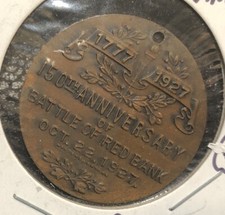 1777 1927
150TH ANNIVERSARY
OF
BATTLE OF RED BANK
OCT. 22. 1927.